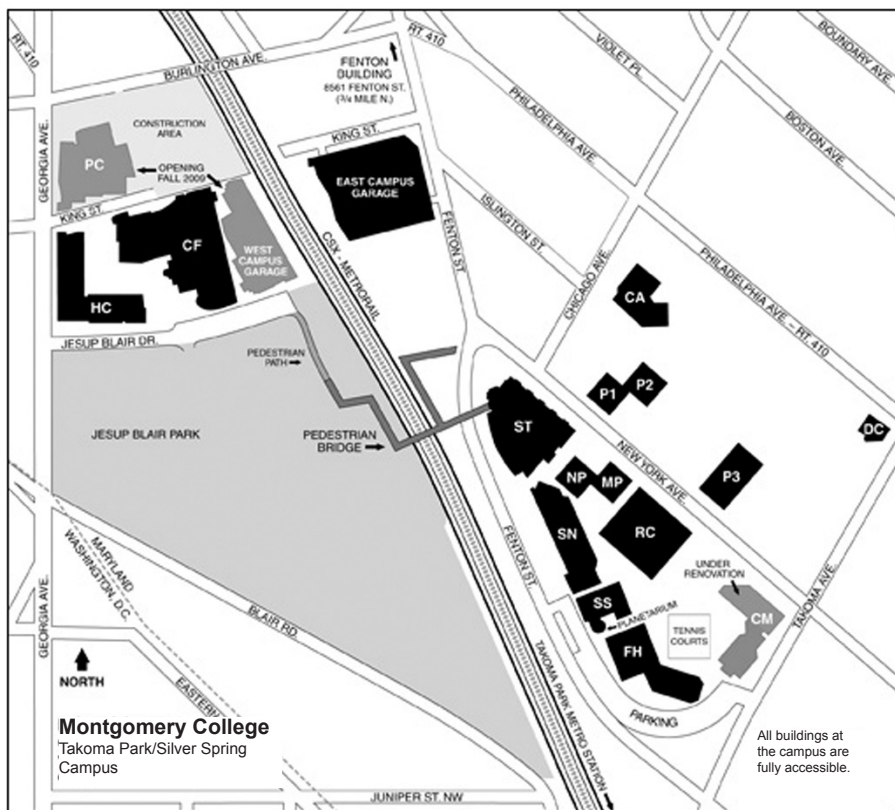 RT. 410
BURLINGTON AVE.
FENTON
BUILDING
8561 FENTON ST.
(3/4 MILE N.)
RT. 410
VIOLET PL.
BOUNDARY AVE.
GEORGIA AVE.
CONSTRUCTION
AREA
PC
OPENING
FALL 2009
KING ST.
PHILADELPHIA AVE.
BOSTON AVE.
KING ST.
EAST CAMPUS
GARAGE
CF
WEST
CAMPUS
GARAGE
HC
CSX - METRORAIL
FENTON ST.
ISLINGTON ST.
CHICAGO AVE.
PHILADELPHIA AVE. - RT. 410
CA
JESUP BLAIR DR.
PEDESTRIAN
PATH
P1
P2
DC
JESUP BLAIR PARK
PEDESTRIAN
BRIDGE
ST
NEW YORK AVE.
NP
MP
P3
SN
RC
MARYLAND
WASHINGTON, D.C.
FENTON ST.
UNDER
RENOVATION
SS
PLANETARIUM
CM
TAKOMA AVE.
GEORGIA AVE.
BLAIR RD.
FH
TENNIS
COURTS
NORTH
EASTERN
TAKOMA PARK METRO STATION
PARKING
Montgomery College
Takoma Park/Silver Spring
Campus
All buildings at
the campus are
fully accessible.
JUNIPER ST. NW